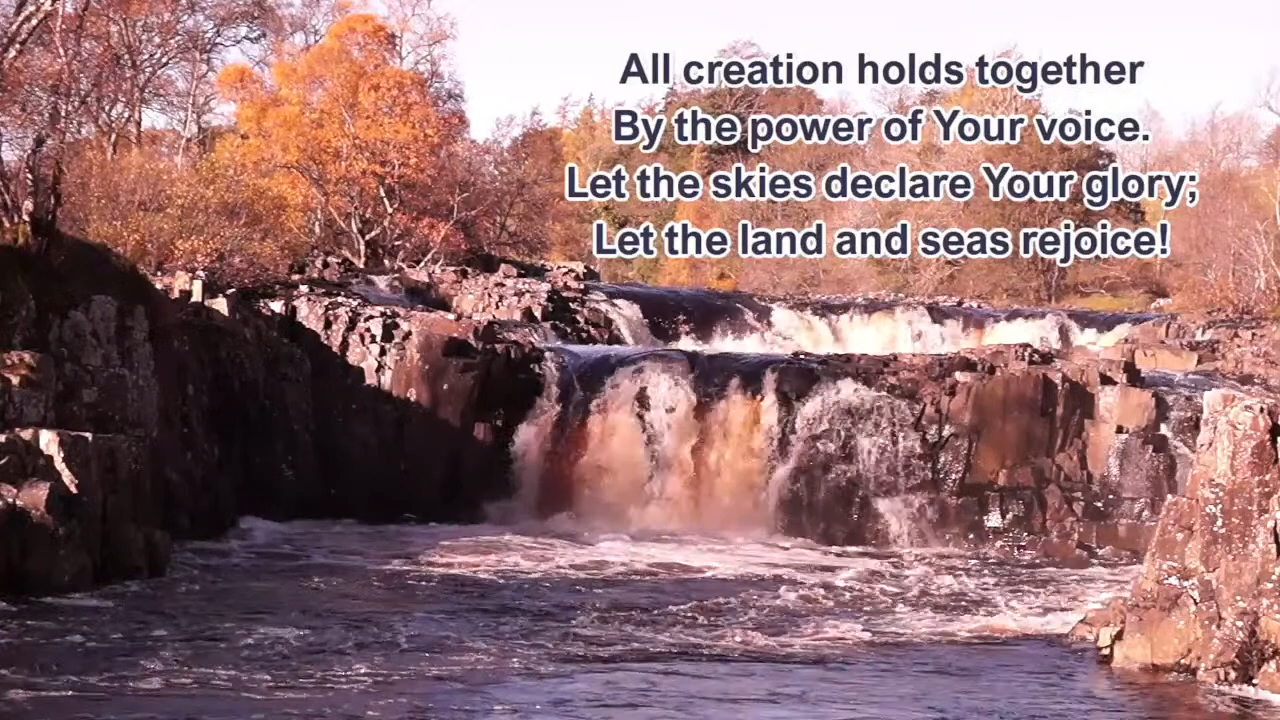 All creation holds together
By the power of Your voice.
Let the skies declare Your glory;
Let the land and seas rejoice!